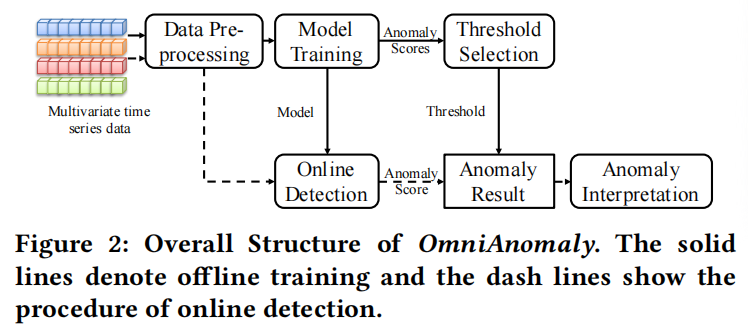 Data Pre-
processing
Model
Training
Anomaly
Scores
Threshold
Selection
Multivariate time
series data
Model
Threshold
Online
Detection
Anomaly
Score
Anomaly
Result
Anomaly
Interpretation
Figure 2: Overall Structure of OmniAnomaly. The solid
lines denote offline training and the dash lines show the
procedure of online detection.